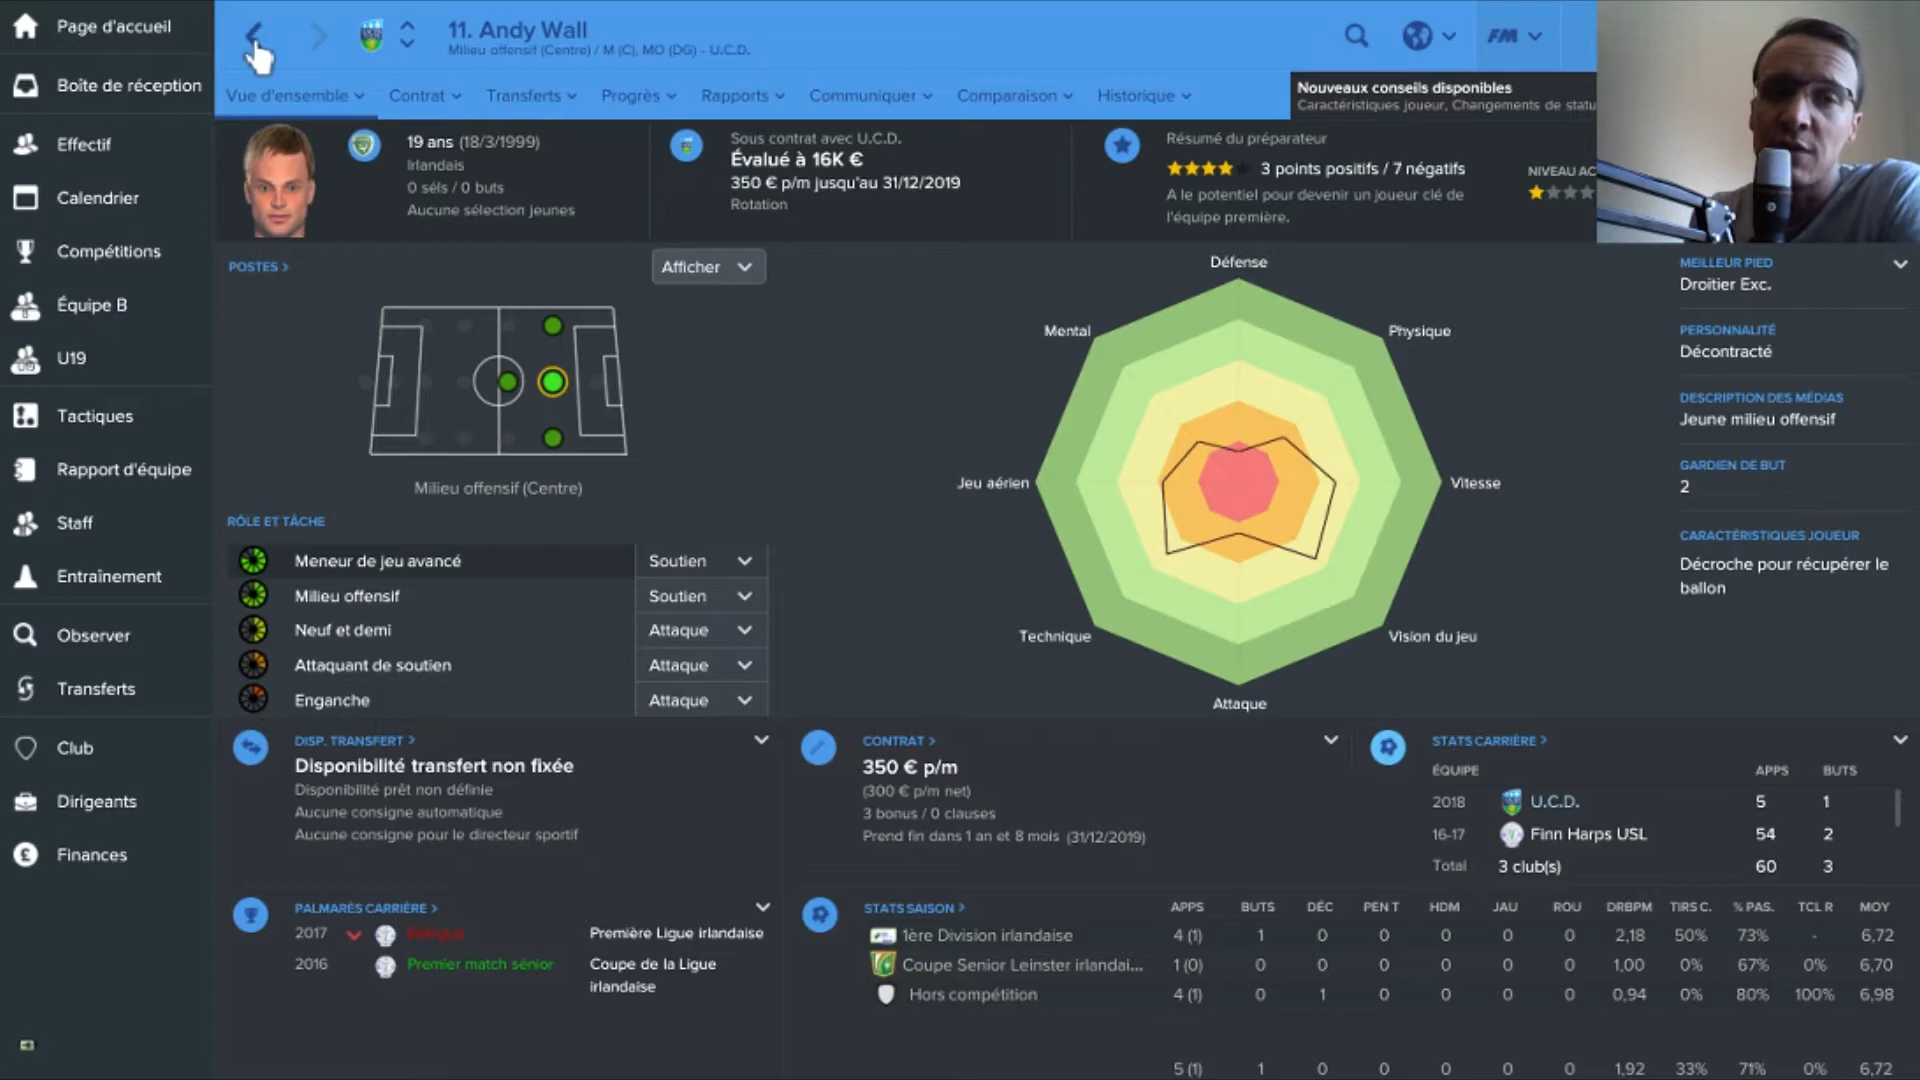 Page d'accueil
Boîte de réception
Effectif
Calendrier
Compétitions
Équipe B
U19
Tactiques
Rapport d'équipe
Staff
Entraînement
Observer
Transferts
Club
Dirigeants
Finances
11. Andy Wall
Milieu offensif (Centre) / M (C), MO (DG) - U.C.D.
FM
Vue d'ensemble Contrat Transferts Progrès Rapports Communiquer Comparaison Historique
Nouveaux conseils disponibles
Caractéristiques joueur, Changements de statu
19 ans (18/3/1999)
Irlandais
0 séls / 0 buts
Aucune sélection jeunes
Sous contrat avec U.C.D.
Évalué à 16K €
350 € p/m jusqu'au 31/12/2019
Rotation
Résumé du préparateur
3 points positifs / 7 négatifs
A le potentiel pour devenir un joueur clé de
l'équipe première.
NIVEAU AC
POSTES >
Afficher
Milieu offensif (Centre)
RÔLE ET TÂCHE
Meneur de jeu avancé Soutien
Milieu offensif Soutien
Neuf et demi Attaque
Attaquant de soutien Attaque
Enganche Attaque
Défense
Mental
Physique
Jeu aérien
Vitesse
Technique
Vision du jeu
Attaque
MEILLEUR PIED
Droitier Exc.
PERSONNALITÉ
Décontracté
DESCRIPTION DES MÉDIAS
Jeune milieu offensif
GARDIEN DE BUT
2
CARACTÉRISTIQUES JOUEUR
Décroche pour récupérer le
ballon
DISP. TRANSFERT >
Disponibilité transfert non fixée
Disponibilité prêt non définie
Aucune consigne automatique
Aucune consigne pour le directeur sportif
CONTRAT >
350 € p/m
(300 € p/m net)
3 bonus / 0 clauses
Prend fin dans 1 an et 8 mois (31/12/2019)
STATS CARRIÈRE >
ÉQUIPE APPS BUTS
2018 U.C.D. 5 1
16-17 Finn Harps USL 54 2
Total 3 club(s) 60 3
PALMARÈS CARRIÈRE >
2017 Première Ligue irlandaise
2016 Premier match sénior Coupe de la Ligue
irlandaise
STATS SAISON > APPS BUTS DÉC PEN T HDM JAU ROU DRBPM TIRS C. % PAS. TCL R MOY
1ère Division irlandaise 4 (1) 1 0 0 0 0 0 2,18 50% 73% - 6,72
Coupe Senior Leinster irlandai... 1 (0) 0 0 0 0 0 0 1,00 0% 67% 0% 6,70
Hors compétition 4 (1) 0 1 0 0 0 0 0,94 0% 80% 100% 6,98
5 (1) 1 0 0 0 0 0 1,92 33% 71% 0% 6,72